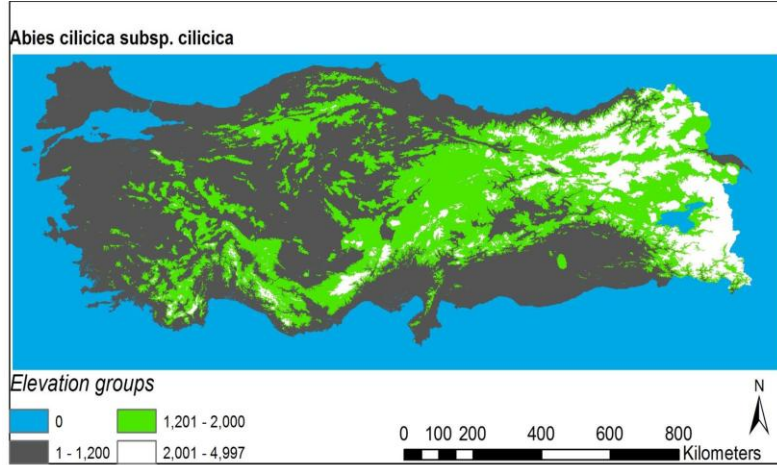 Abies cilicica subsp. cilicica
Elevation groups
0
1,201 - 2,000
1 - 1,200
2,001 - 4,997
N
0 100 200 400 600 800
Kilometers